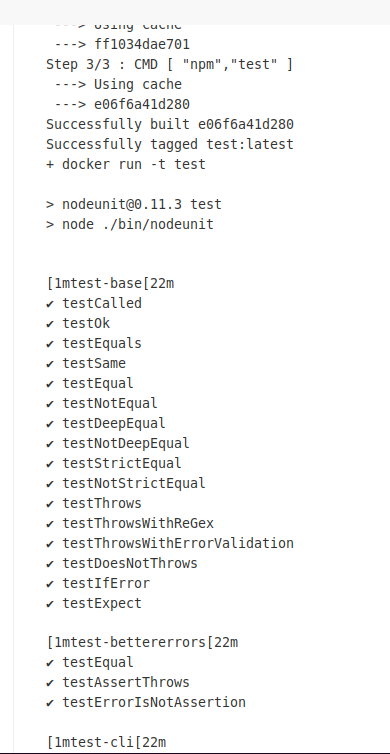 ---> Using cache
---> ff1034dae701
Step 3/3 : CMD [ "npm","test" ]
---> Using cache
---> e06f6a41d280
Successfully built e06f6a41d280
Successfully tagged test:latest
+ docker run -t test
> nodeunit@0.11.3 test
> node ./bin/nodeunit
[1mtest-base[22m
✔ testCalled
✔ testOk
✔ testEquals
✔ testSame
✔ testEqual
✔ testNotEqual
✔ testDeepEqual
✔ testNotDeepEqual
✔ testStrictEqual
✔ testNotStrictEqual
✔ testThrows
✔ testThrowsWithReGex
✔ testThrowsWithErrorValidation
✔ testDoesNotThrows
✔ testIfError
✔ testExpect
[1mtest-bettererrors[22m
✔ testEqual
✔ testAssertThrows
✔ testErrorIsNotAssertion
[1mtest-cli[22m